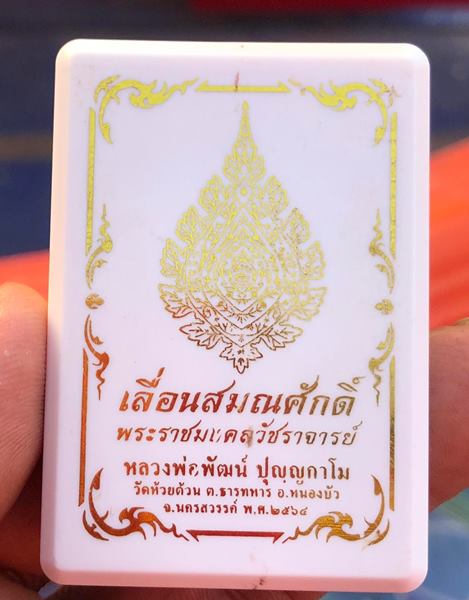 เลื่อนสมณศักดิ์
พระราชมงคลวัชราจารย์
หลวงพ่อพัฒน์ ปุญฺญกาโม
วัดห้วยด้วน ต.ธารทหาร อ.หนองบัว
จ.นครสวรรค์ พ.ศ.๒๕๖๔